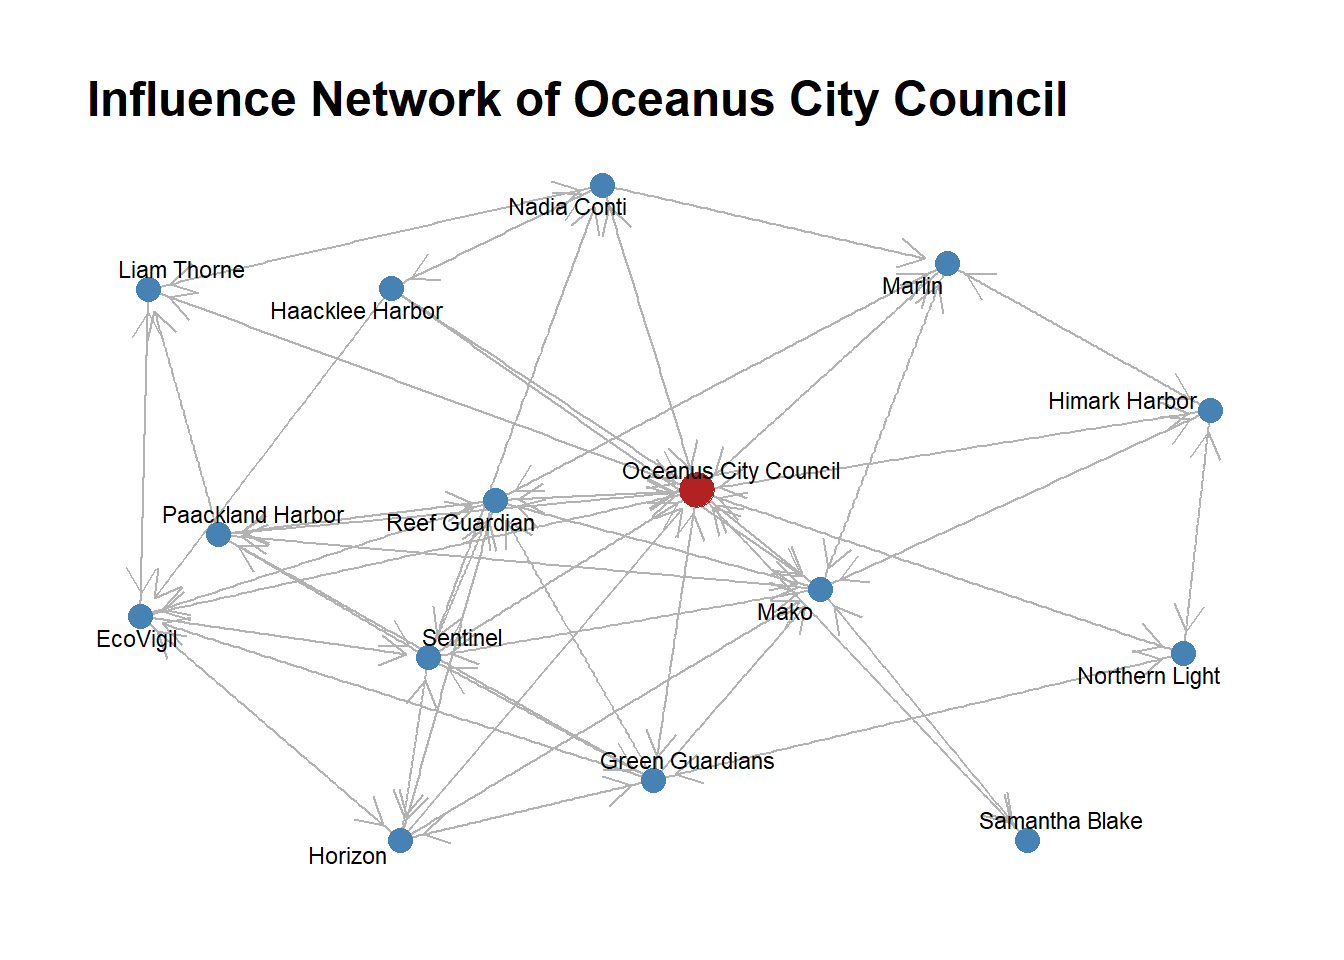 Influence Network of Oceanus City Council
Nadia Conti
Liam Thorne
Marlin
Haacklee Harbor
Himark Harbor
Oceanus City Council
Paackland Harbor
Reef Guardian
Mako
EcoVigil
Sentinel
Northern Light
Green Guardians
Samantha Blake
Horizon